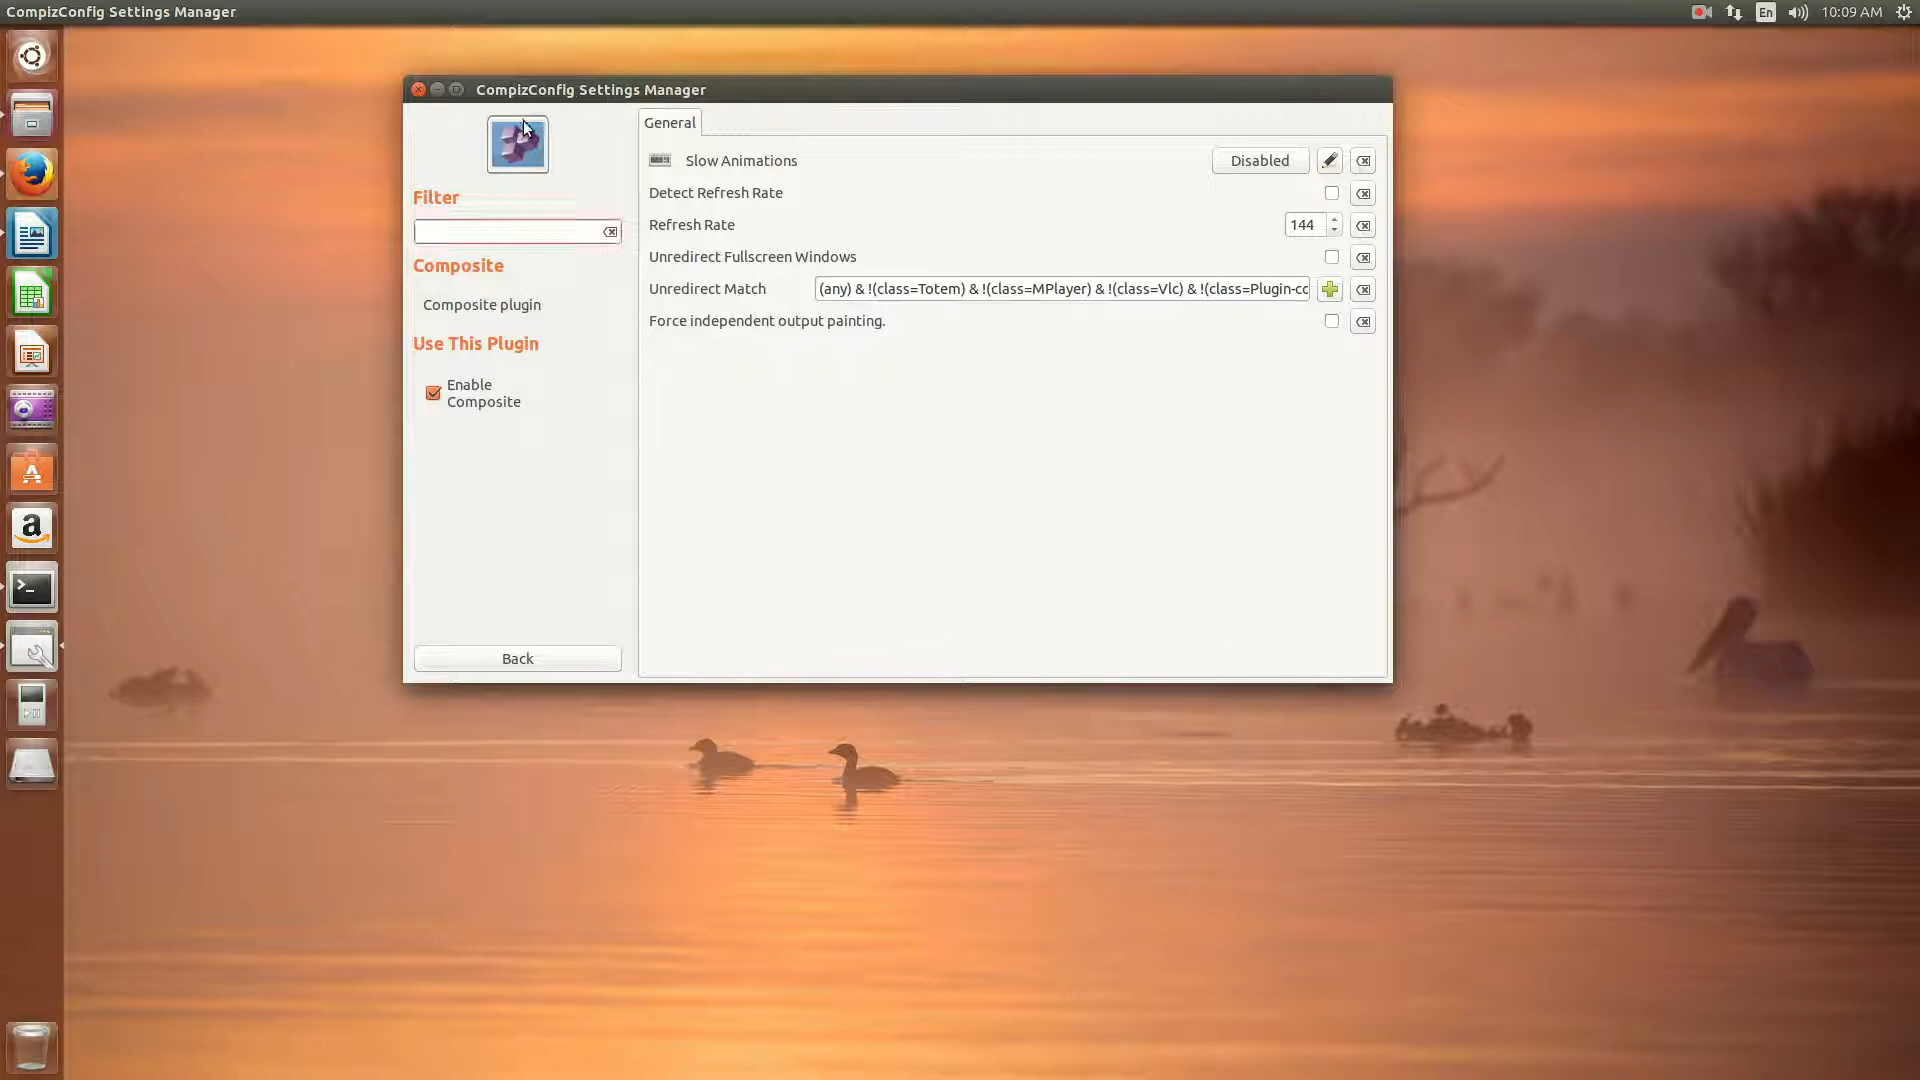 CompizConfig Settings Manager
En
10:09 AM
CompizConfig Settings Manager
Filter
Composite
Composite plugin
Use This Plugin
Enable
Composite
Back
General
Slow Animations
Disabled
Detect Refresh Rate
Refresh Rate
144
Unredirect Fullscreen Windows
Unredirect Match
(any) & !(class=Totem) & !(class=MPlayer) & !(class=Vlc) & !(class=Plugin-cc
Force independent output painting.